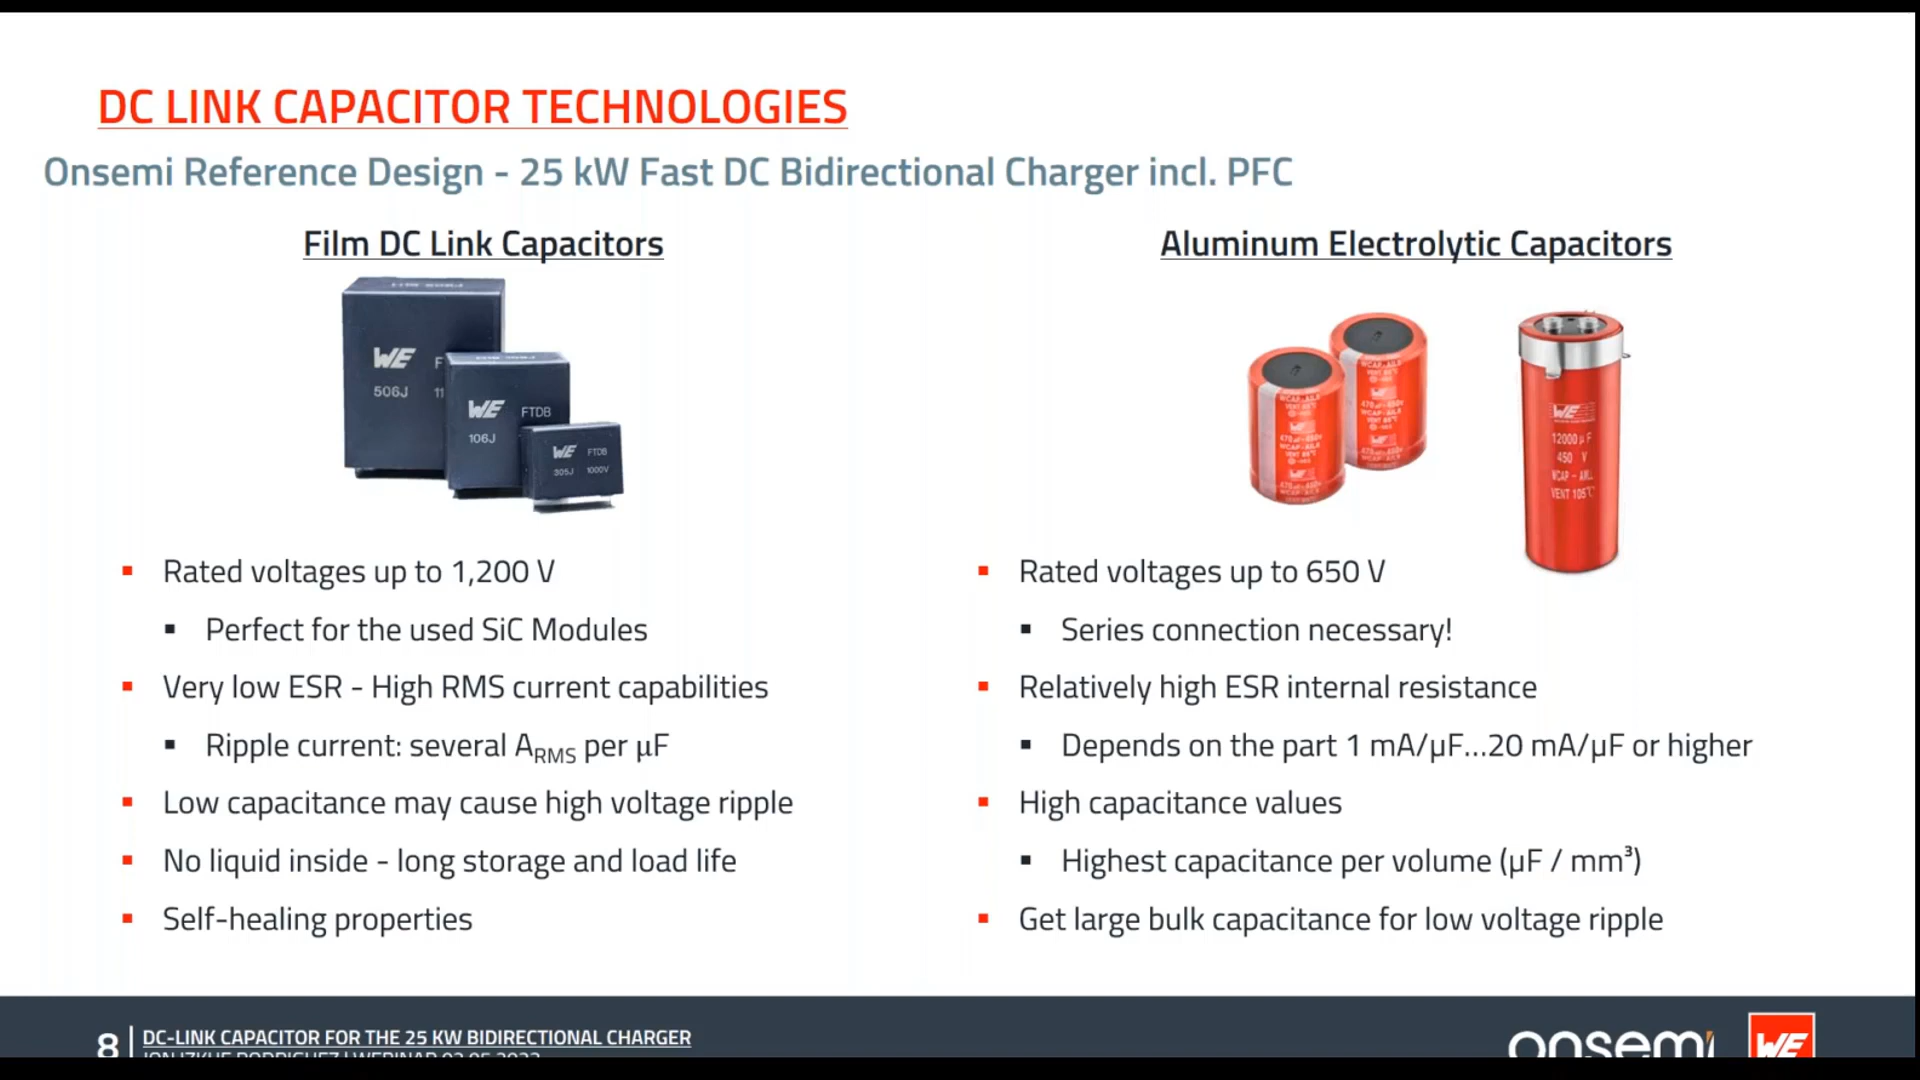 DC LINK CAPACITOR TECHNOLOGIES
Onsemi Reference Design - 25 kW Fast DC Bidirectional Charger incl. PFC
Film DC Link Capacitors
WE
506J
WE FTDB
106J
WE FTDB
305J 1000V
▪ Rated voltages up to 1,200 V
▪ Perfect for the used SiC Modules
▪ Very low ESR - High RMS current capabilities
▪ Ripple current: several ARMS per µF
▪ Low capacitance may cause high voltage ripple
▪ No liquid inside - long storage and load life
▪ Self-healing properties
Aluminum Electrolytic Capacitors
WE
12000µF
450 V
WCAP - AI
VENT 105°C
▪ Rated voltages up to 650 V
▪ Series connection necessary!
▪ Relatively high ESR internal resistance
▪ Depends on the part 1 mA/µF...20 mA/µF or higher
▪ High capacitance values
▪ Highest capacitance per volume (µF / mm³)
▪ Get large bulk capacitance for low voltage ripple
8
DC-LINK CAPACITOR FOR THE 25 KW BIDIRECTIONAL CHARGER
onsemi
WE